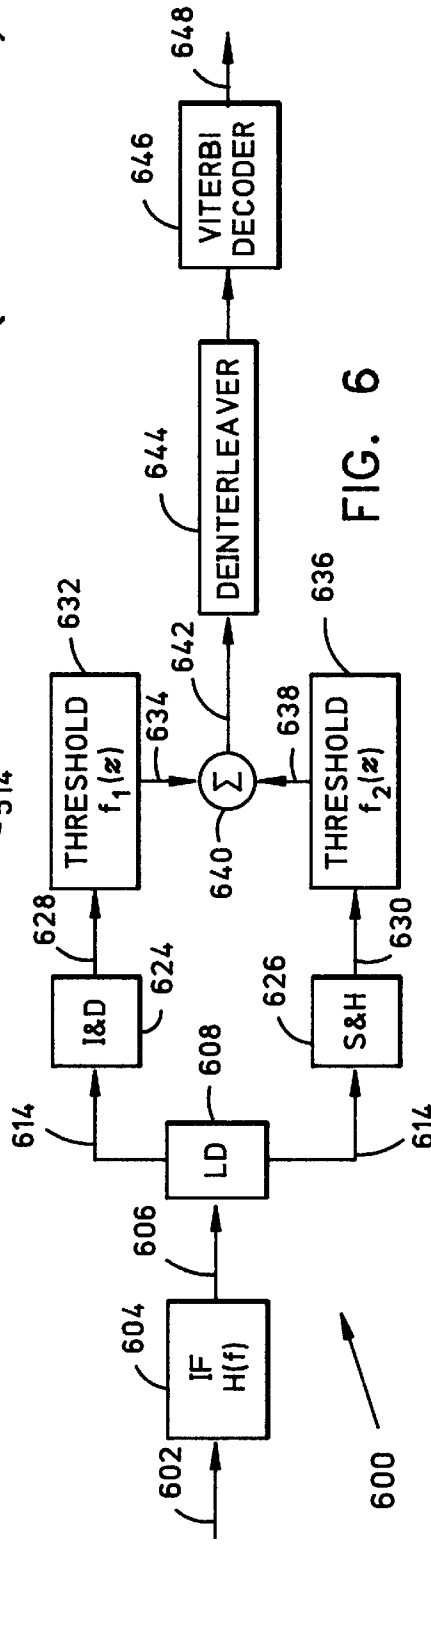 602
604
IF
H(f)
606
LD
608
614
614
I&D
624
628
S&H
626
630
THRESHOLD
f1(z)
632
634
THRESHOLD
f2(z)
636
638
Σ
640
642
DEINTERLEAVER
644
VITERBI
DECODER
646
648
600
FIG. 6
514